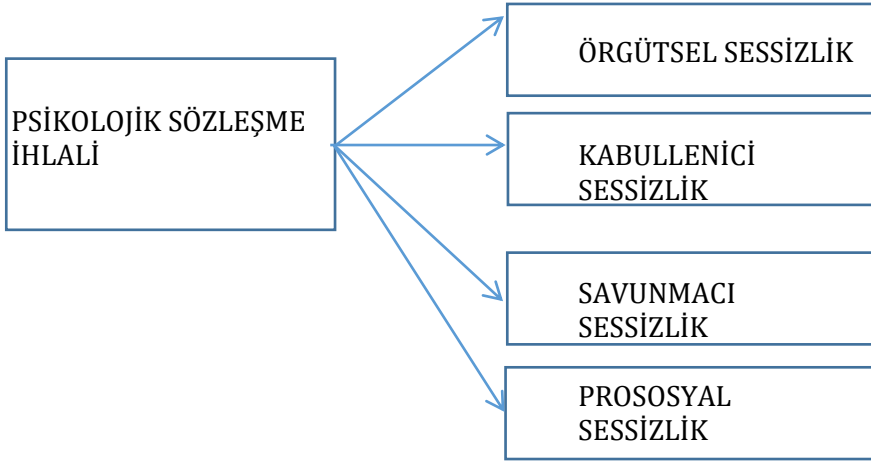 PSİKOLOJİK SÖZLEŞME
İHLALİ
ÖRGÜTSEL SESSİZLİK
KABULLENİCİ
SESSİZLİK
SAVUNMACI
SESSİZLİK
PROSOSYAL
SESSİZLİK